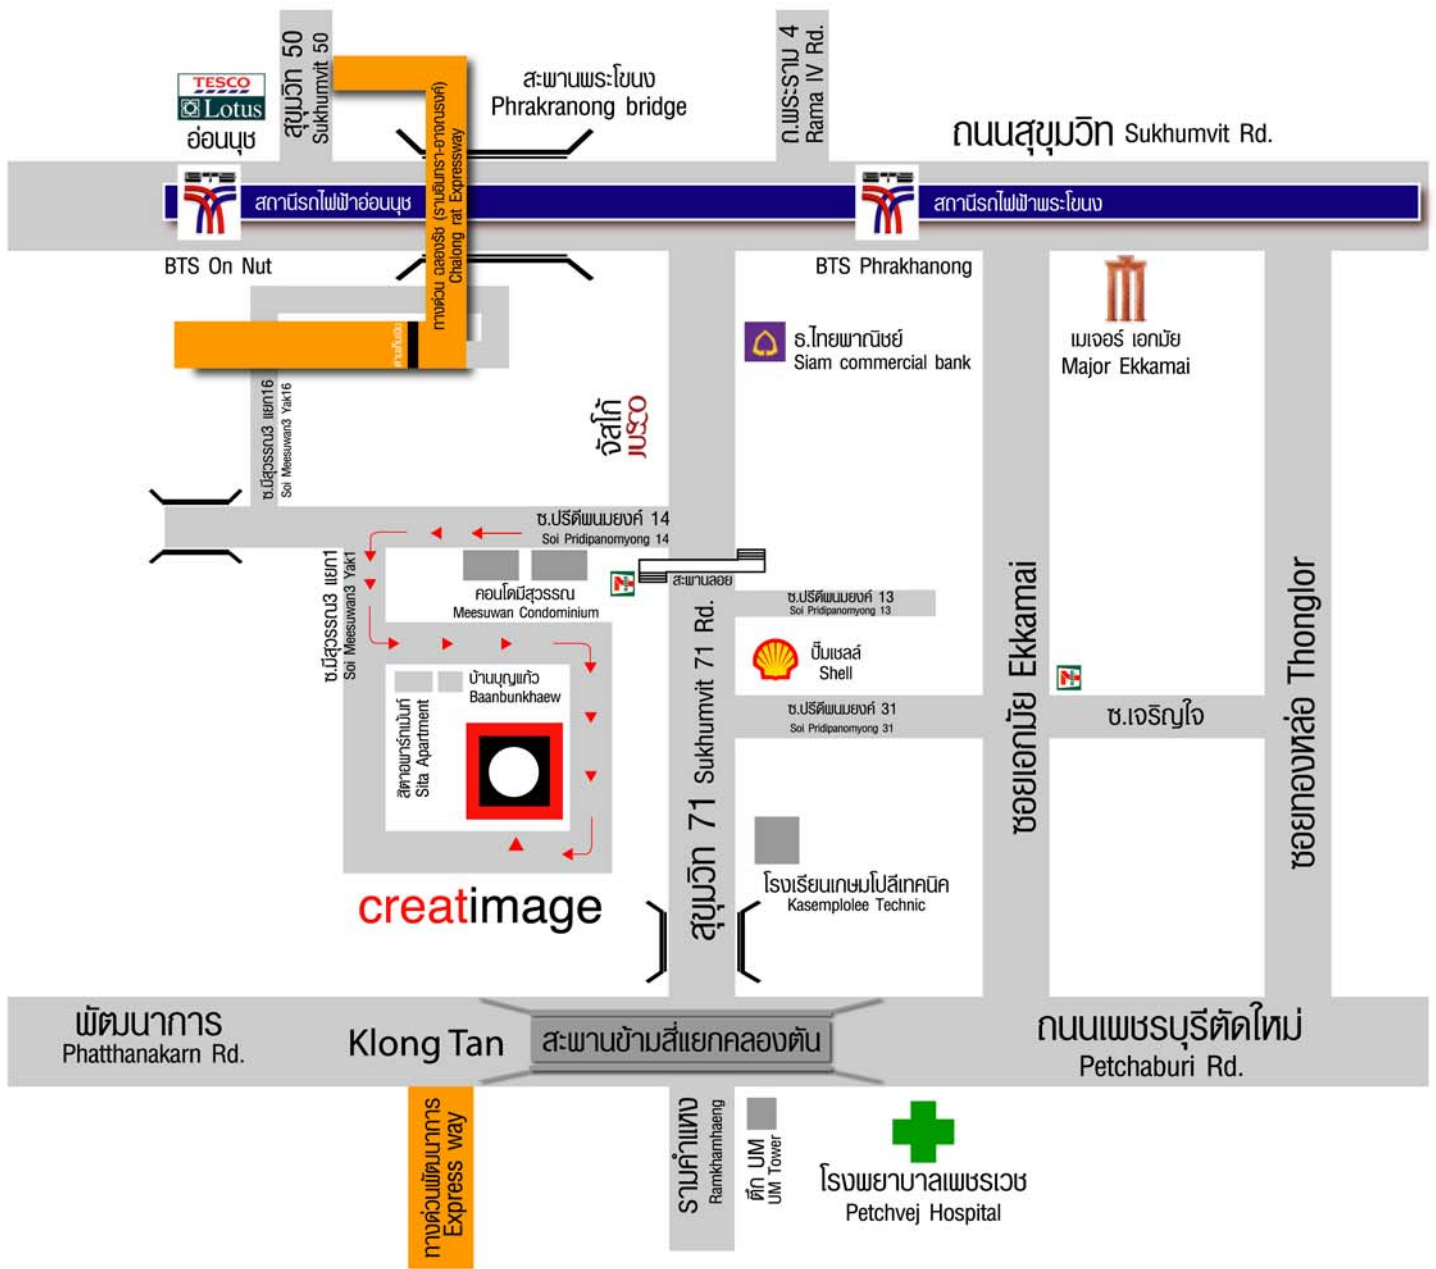 สุขุมวิท 50
Sukhumvit 50
TESCO
Lotus
อ่อนนุช
สะพานพระโขนง
Phrakranong bridge
ถ.พระราม 4
Rama IV Rd.
ถนนสุขุมวิท Sukhumvit Rd.
BTS
สถานีรถไฟฟ้าอ่อนนุช
BTS On Nut
ทางด่วน ฉลองรัช (รามอินทรา-อาจณรงค์)
Chalong rat Expressway
ด่านเก็บเงิน
BTS
สถานีรถไฟฟ้าพระโขนง
BTS Phrakhanong
ธ.ไทยพาณิชย์
Siam commercial bank
เมเจอร์ เอกมัย
Major Ekkamai
จัสโก้
JUSCO
ซ.มีสุวรรณ3 แยก16
Soi Meesuwan3 Yak16
ซ.ปรีดีพนมยงค์ 14
Soi Pridipanomyong 14
สะพานลอย
ซ.มีสุวรรณ3 แยก1
Soi Meesuwan3 Yak1
คอนโดมีสุวรรณ
Meesuwan Condominium
ซ.ปรีดีพนมยงค์ 13
Soi Pridipanomyong 13
ปั๊มเชลล์
Shell
บ้านบุญแก้ว
Baanbunkhaew
สิตาอพาร์ทเม้นท์
Sita Apartment
ซ.ปรีดีพนมยงค์ 31
Soi Pridipanomyong 31
ซ.เจริญใจ
สุขุมวิท 71 Sukhumvit 71 Rd.
ซอยเอกมัย Ekkamai
ซอยทองหล่อ Thonglor
creatimage
โรงเรียนเกษมโปลีเทคนิค
Kasemplolee Technic
พัฒนาการ
Phatthanakarn Rd.
Klong Tan
สะพานข้ามสี่แยกคลองตัน
ถนนเพชรบุรีตัดใหม่
Petchaburi Rd.
ทางด่วนพัฒนาการ
Express way
รามคำแหง
Ramkhamhaeng
ตึก UM
UM Tower
โรงพยาบาลเพชรเวช
Petchvej Hospital